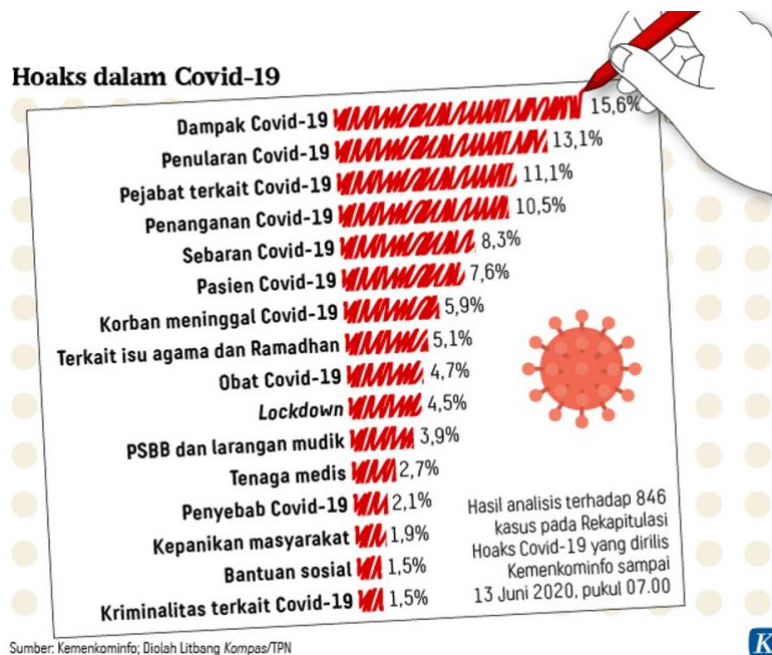 Hoaks dalam Covid-19
Dampak Covid-19 15,6%
Penularan Covid-19 13,1%
Pejabat terkait Covid-19 11,1%
Penanganan Covid-19 10,5%
Sebaran Covid-19 8,3%
Pasien Covid-19 7,6%
Korban meninggal Covid-19 5,9%
Terkait isu agama dan Ramadhan 5,1%
Obat Covid-19 4,7%
Lockdown 4,5%
PSBB dan larangan mudik 3,9%
Tenaga medis 2,7%
Penyebab Covid-19 2,1%
Kepanikan masyarakat 1,9%
Bantuan sosial 1,5%
Kriminalitas terkait Covid-19 1,5%
Hasil analisis terhadap 846
kasus pada Rekapitulasi
Hoaks Covid-19 yang dirilis
Kemenkominfo sampai
13 Juni 2020, pukul 07.00
Sumber: Kemenkominfo; Diolah Litbang Kompas/TPN
K